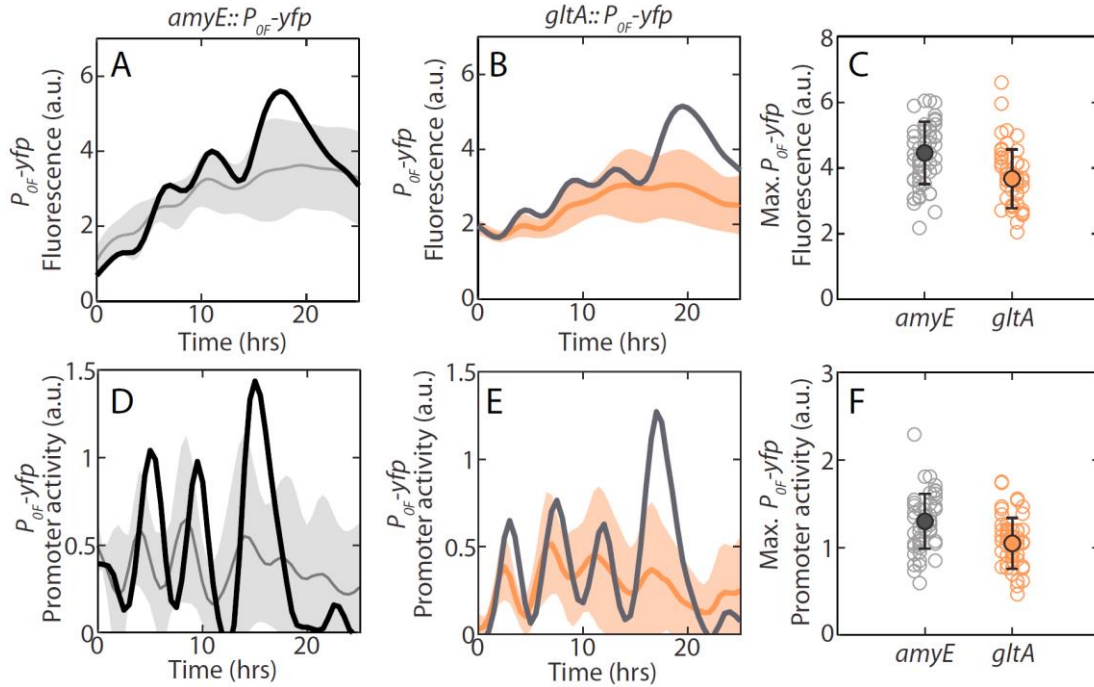 amyE:: P0F-yfp
gltA:: P0F-yfp
A
P0F-yfp
Fluorescence (a.u.)
6
4
2
0
0
10
20
Time (hrs)
B
P0F-yfp
Fluorescence (a.u.)
6
4
2
0
0
10
20
Time (hrs)
C
Max. P0F-yfp
Fluorescence (a.u.)
8
6
4
2
0
amyE
gltA
D
P0F-yfp
Promoter activity (a.u.)
1.5
1
0.5
0
0
10
20
Time (hrs)
E
P0F-yfp
Promoter activity (a.u.)
1.5
1
0.5
0
0
10
20
Time (hrs)
F
Max. P0F-yfp
Promoter activity (a.u.)
3
2
1
0
amyE
gltA